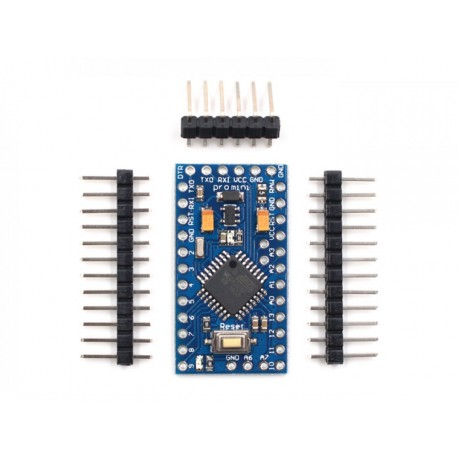 DTR TXO RXI VCC GND GND
pro mini
TXO RXI RST GND 2 3 4 5 6 7 8 9
RAW GND RST VCC A3 A2 A1 A0 13 12 11 10
Reset
GND A6 A7